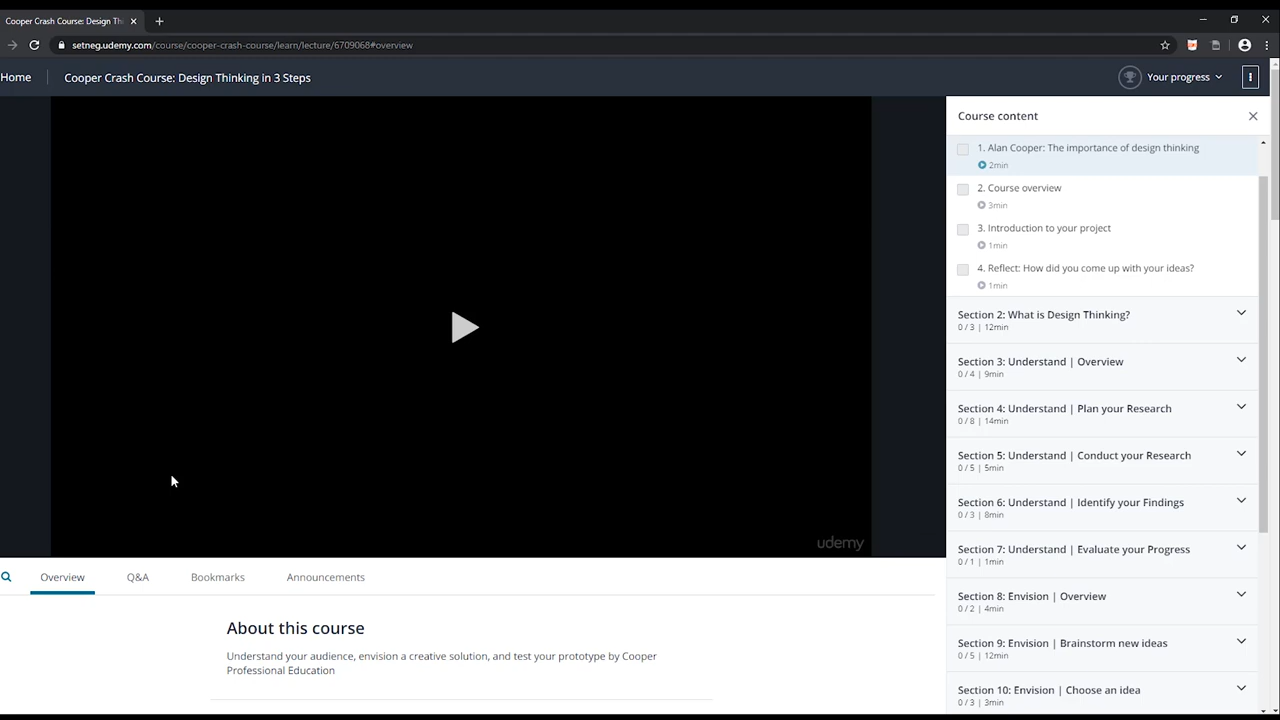 Cooper Crash Course: Design Th
setneg.udemy.com/course/cooper-crash-course/learn/lecture/6709068#overview
Home
Cooper Crash Course: Design Thinking in 3 Steps
Your progress
Course content
1. Alan Cooper: The importance of design thinking
2min
2. Course overview
3min
3. Introduction to your project
1min
4. Reflect: How did you come up with your ideas?
1min
Section 2: What is Design Thinking?
0 / 3 | 12min
Section 3: Understand | Overview
0 / 4 | 9min
Section 4: Understand | Plan your Research
0 / 8 | 14min
Section 5: Understand | Conduct your Research
0 / 5 | 5min
Section 6: Understand | Identify your Findings
0 / 3 | 8min
Section 7: Understand | Evaluate your Progress
0 / 1 | 1min
Section 8: Envision | Overview
0 / 2 | 4min
Section 9: Envision | Brainstorm new ideas
0 / 5 | 12min
Section 10: Envision | Choose an idea
0 / 3 | 3min
udemy
Overview
Q&A
Bookmarks
Announcements
About this course
Understand your audience, envision a creative solution, and test your prototype by Cooper
Professional Education